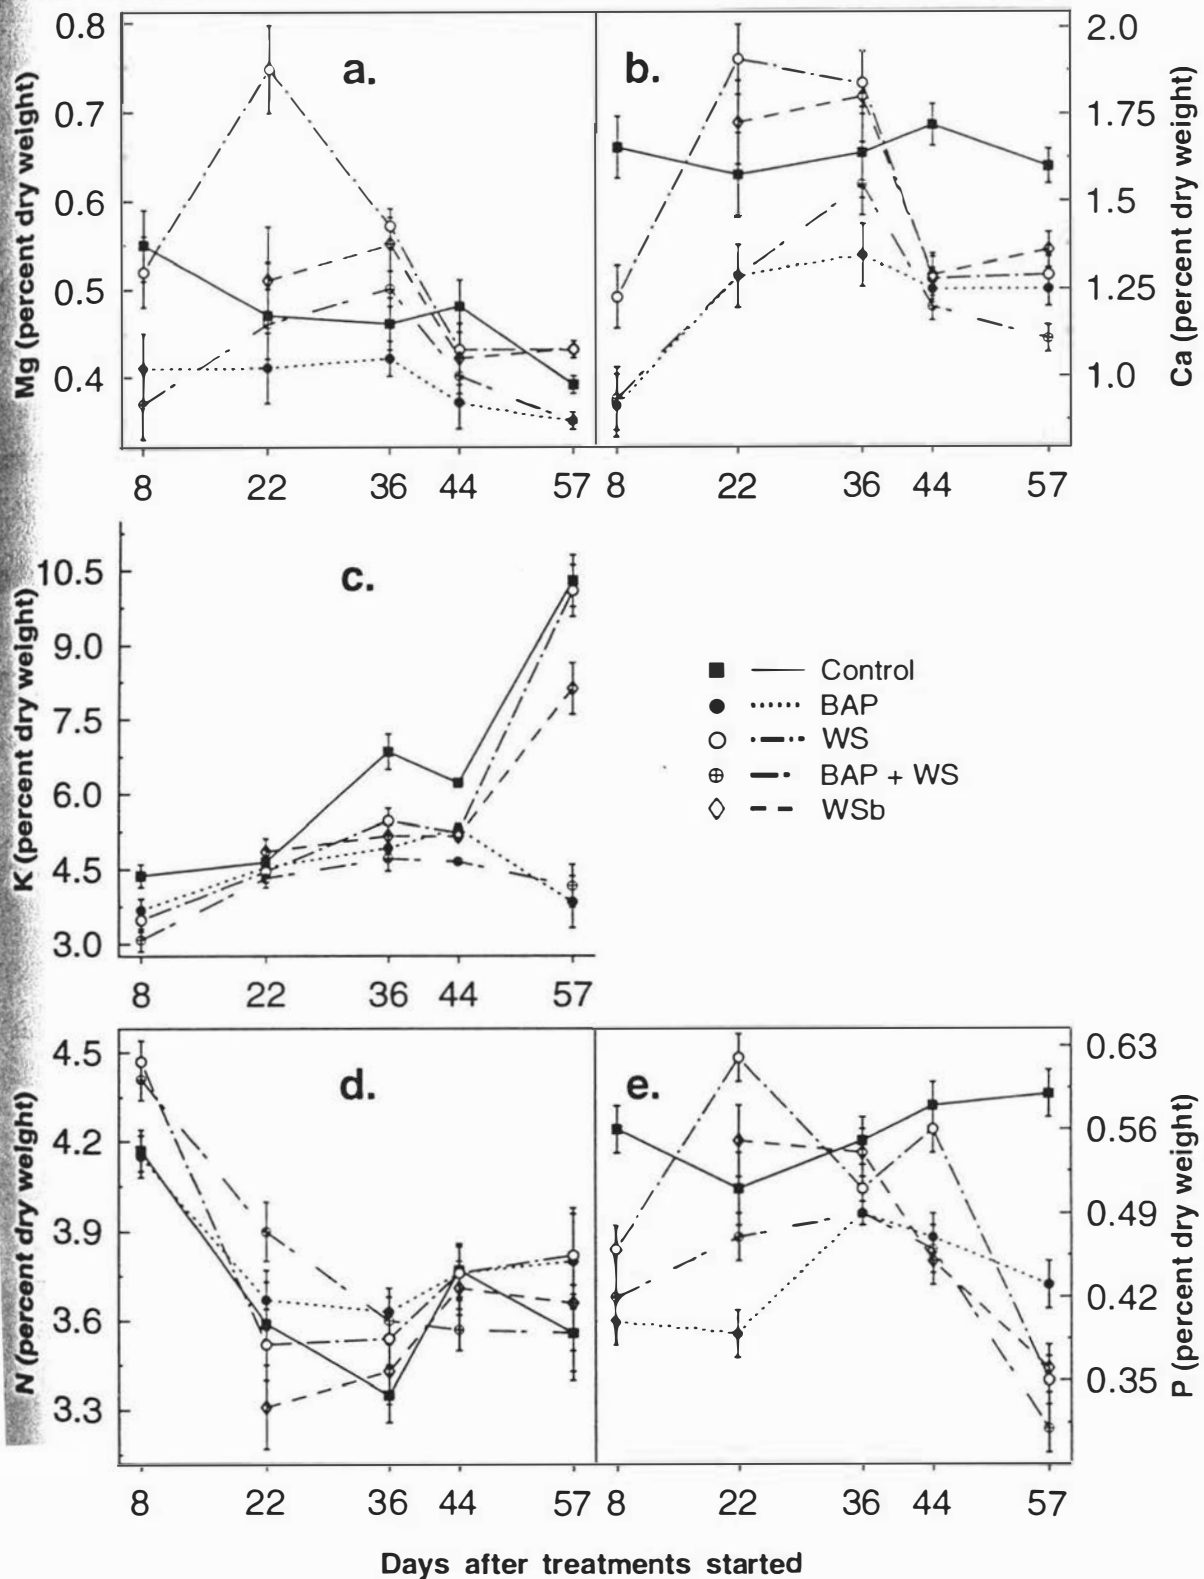 a.
Mg (percent dry weight)
0.8
0.7
0.6
0.5
0.4
8 22 36 44 57
b.
Ca (percent dry weight)
2.0
1.75
1.5
1.25
1.0
8 22 36 44 57
c.
K (percent dry weight)
10.5
9.0
7.5
6.0
4.5
3.0
8 22 36 44 57
Control
BAP
WS
BAP + WS
WSb
d.
N (percent dry weight)
4.5
4.2
3.9
3.6
3.3
8 22 36 44 57
e.
P (percent dry weight)
0.63
0.56
0.49
0.42
0.35
8 22 36 44 57
Days after treatments started